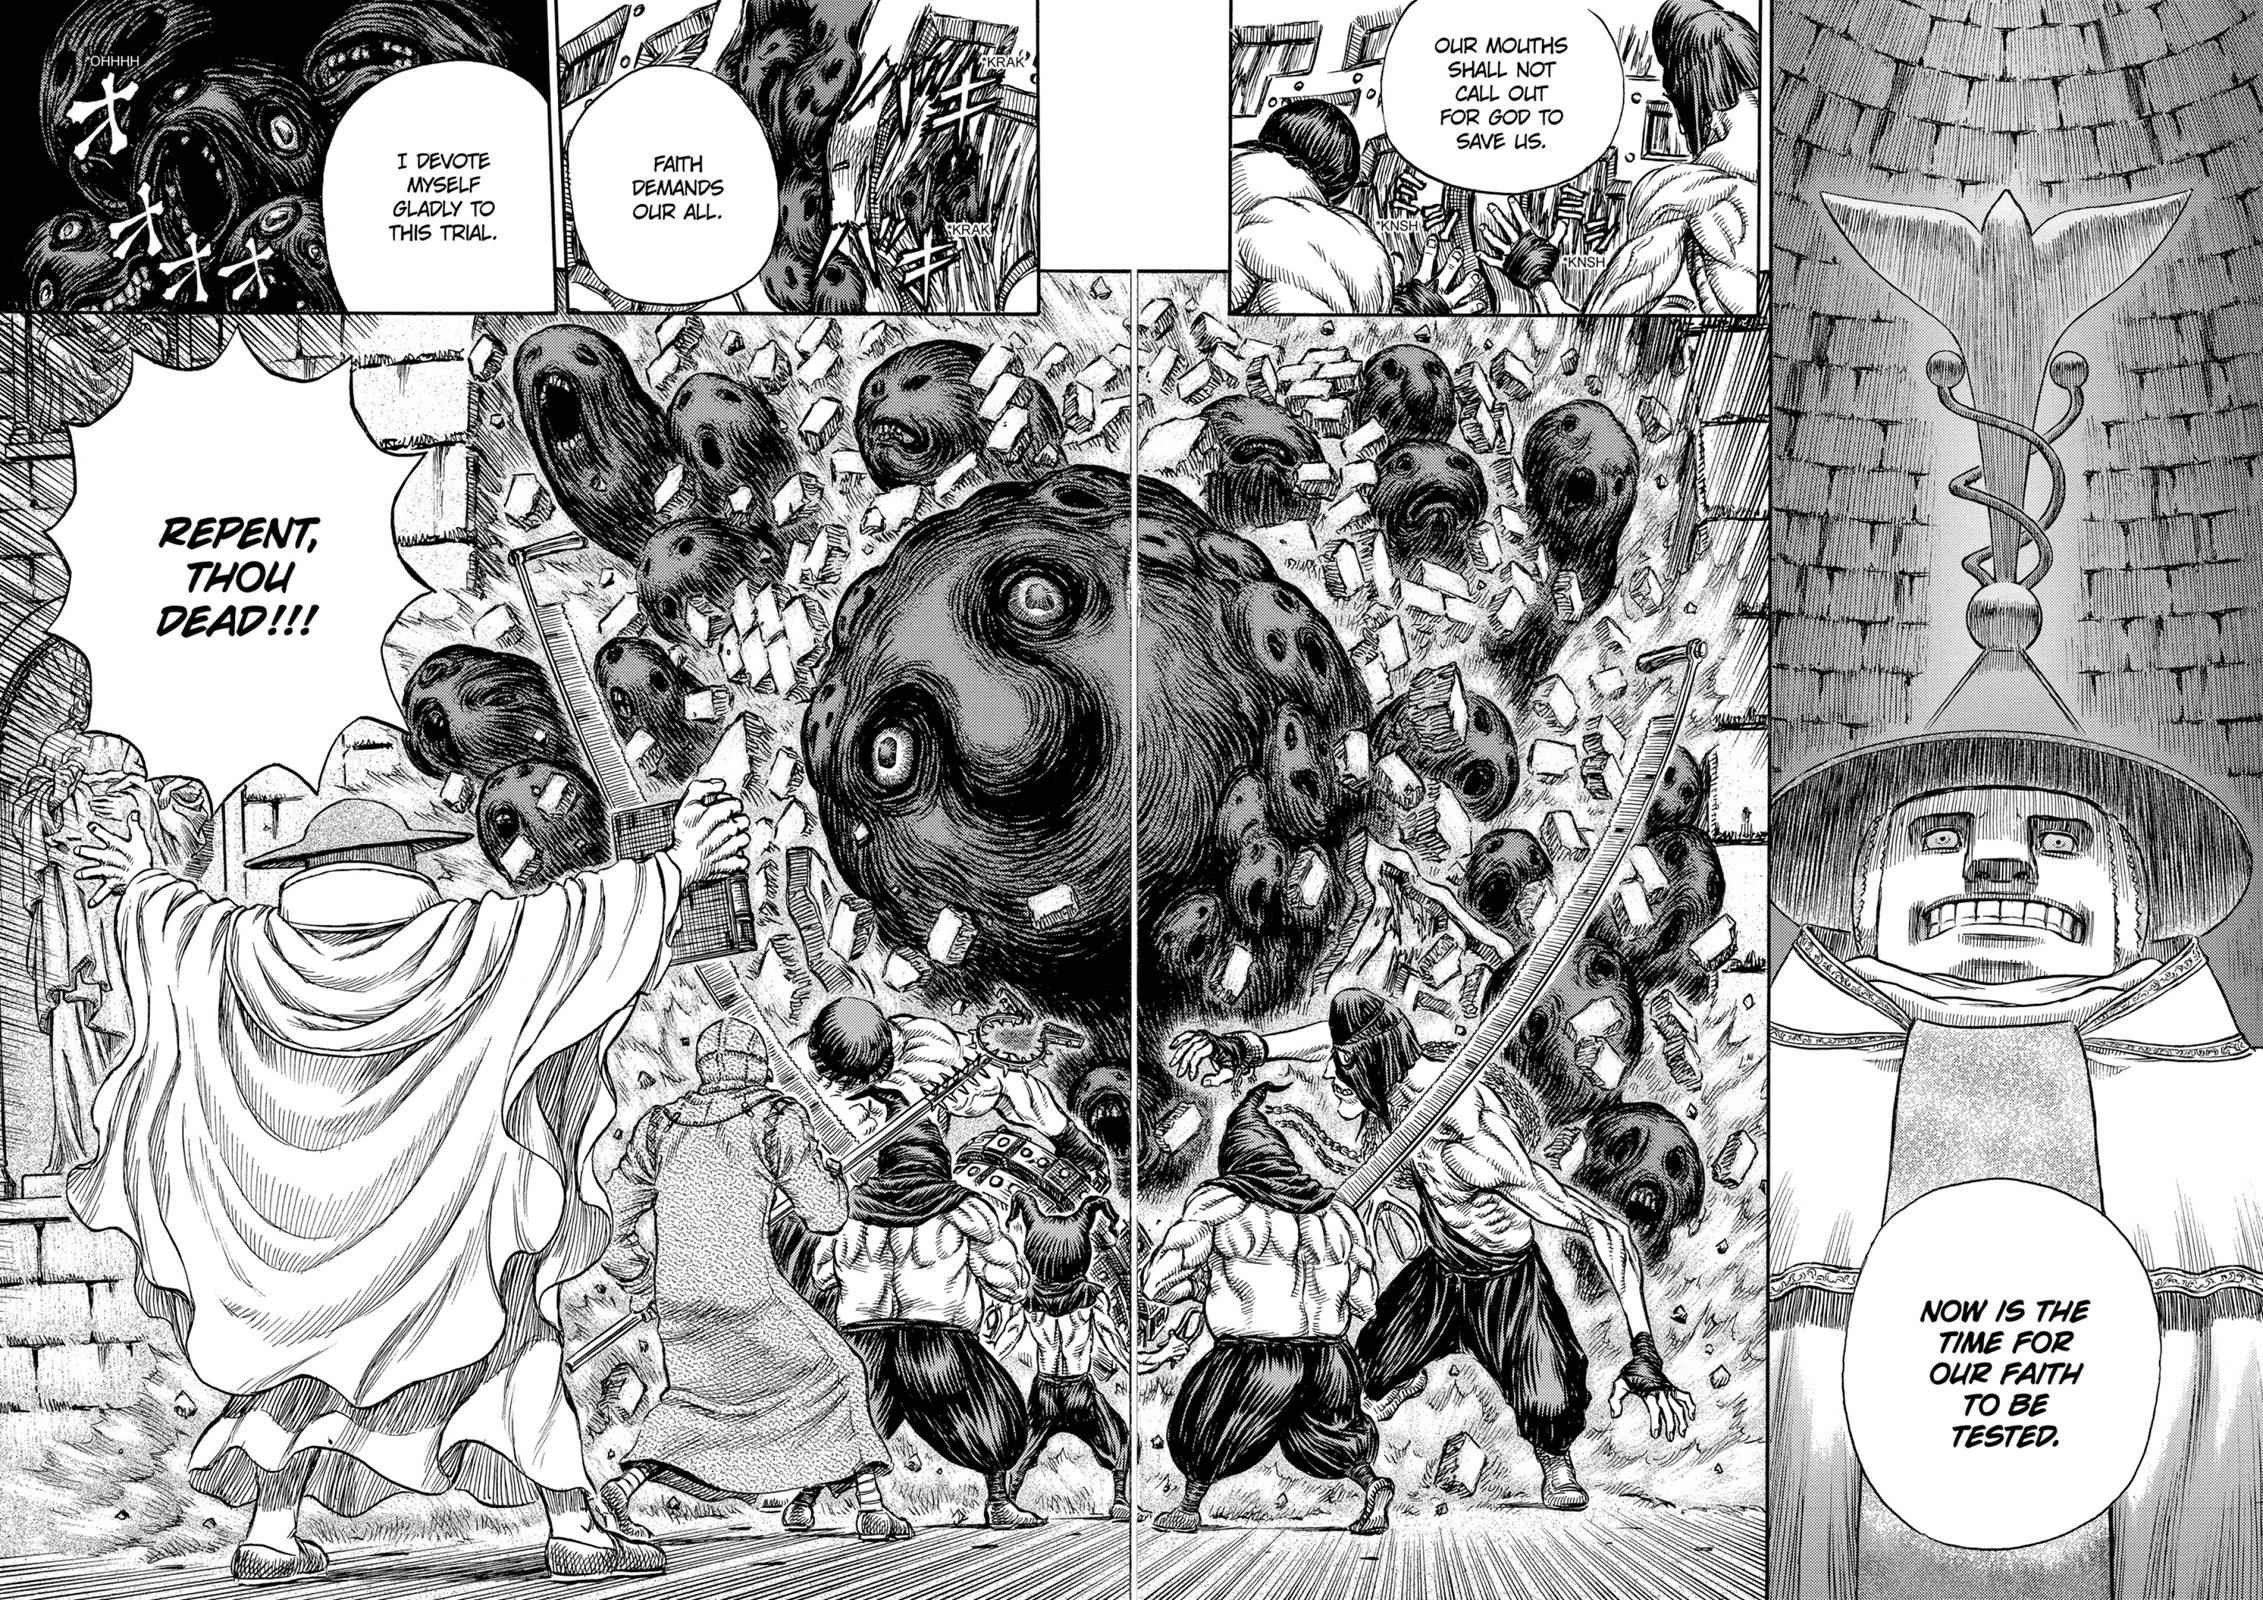 NOW IS THE
TIME FOR
OUR FAITH
TO BE
TESTED.
OUR MOUTHS
SHALL NOT
CALL OUT
FOR GOD TO
SAVE US.
*KNSH
*KNSH
FAITH
DEMANDS
OUR ALL.
*KRAK
キ
*KRAK
キ
I DEVOTE
MYSELF
GLADLY TO
THIS TRIAL.
*OHHHH
オオオオ
REPENT,
THOU
DEAD!!!